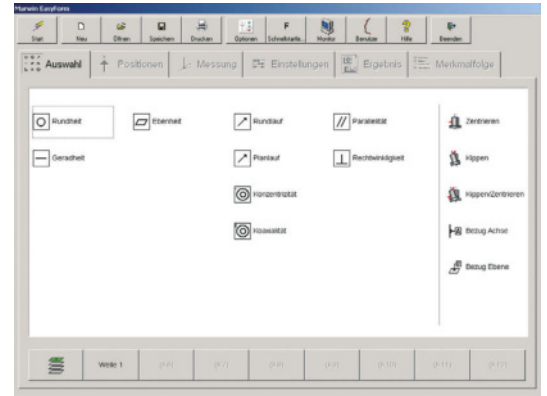 Marwin EasyForm
Start Neu Öffnen Speichern Drucken Optionen Schnellstarts... Monitor Benutzer Hilfe Beenden
Auswahl Positionen Messung Einstellungen Ergebnis Merkmalfolge
Rundheit Ebenheit Rundlauf Parallelität Zentrieren
Geradheit Planlauf Rechtwinkligkeit Kippen
Konzentrizität Kippen/Zentrieren
Koaxialität Bezug Achse
Bezug Ebene
Welle 1